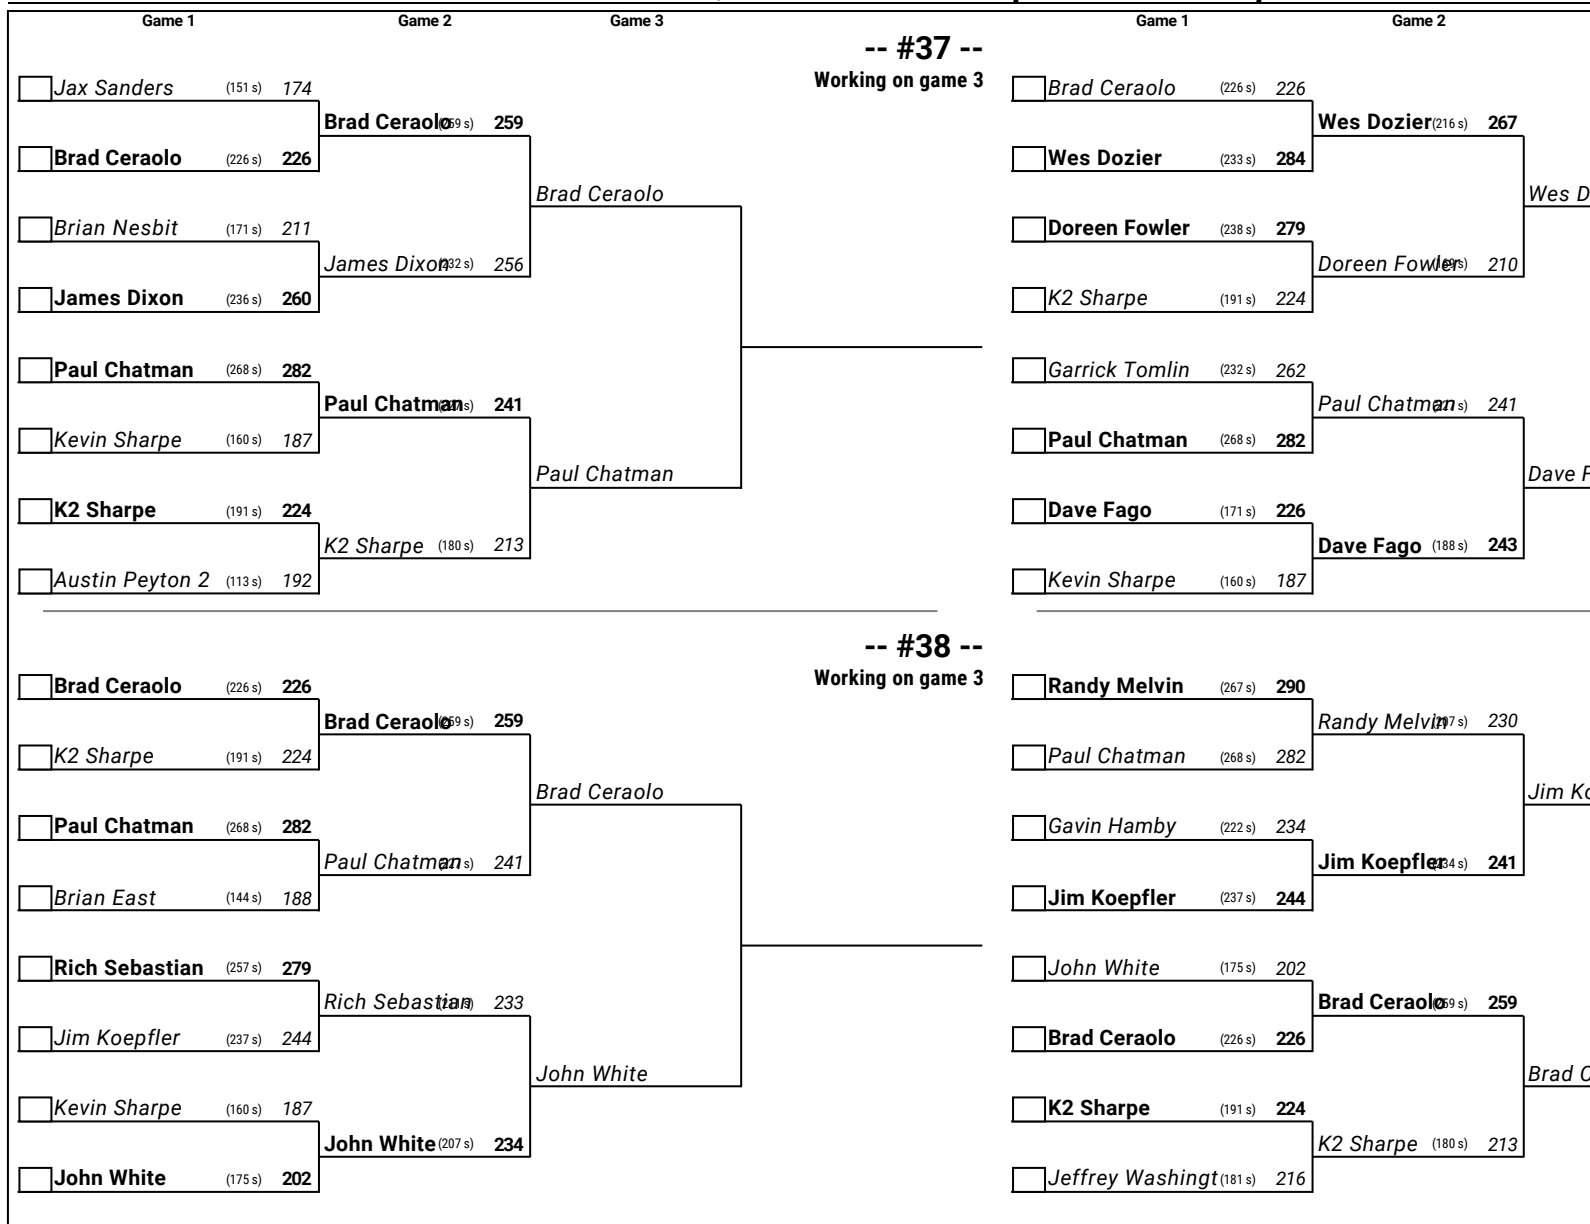 Game 1 Game 2 Game 3
-- #37 --
Working on game 3
Jax Sanders (151 s) 174
Brad Ceraolo (259 s) 259
Brad Ceraolo (226 s) 226
Brad Ceraolo
Brian Nesbit (171 s) 211
James Dixon (232 s) 256
James Dixon (236 s) 260
Paul Chatman (268 s) 282
Paul Chatman 241
Kevin Sharpe (160 s) 187
Paul Chatman
K2 Sharpe (191 s) 224
K2 Sharpe (180 s) 213
Austin Peyton 2 (113 s) 192
-- #38 --
Working on game 3
Brad Ceraolo (226 s) 226
Brad Ceraolo (259 s) 259
K2 Sharpe (191 s) 224
Brad Ceraolo
Paul Chatman (268 s) 282
Paul Chatman 241
Brian East (144 s) 188
Rich Sebastian (257 s) 279
Rich Sebastian 233
Jim Koepfler (237 s) 244
John White
Kevin Sharpe (160 s) 187
John White (207 s) 234
John White (175 s) 202
Game 1 Game 2
Brad Ceraolo (226 s) 226
Wes Dozier (216 s) 267
Wes Dozier (233 s) 284
Wes D
Doreen Fowler (238 s) 279
Doreen Fowler 210
K2 Sharpe (191 s) 224
Garrick Tomlin (232 s) 262
Paul Chatman 241
Paul Chatman (268 s) 282
Dave F
Dave Fago (171 s) 226
Dave Fago (188 s) 243
Kevin Sharpe (160 s) 187
Randy Melvin (267 s) 290
Randy Melvin (207 s) 230
Paul Chatman (268 s) 282
Jim Ko
Gavin Hamby (222 s) 234
Jim Koepfler (234 s) 241
Jim Koepfler (237 s) 244
John White (175 s) 202
Brad Ceraolo (259 s) 259
Brad Ceraolo (226 s) 226
Brad C
K2 Sharpe (191 s) 224
K2 Sharpe (180 s) 213
Jeffrey Washingt (181 s) 216